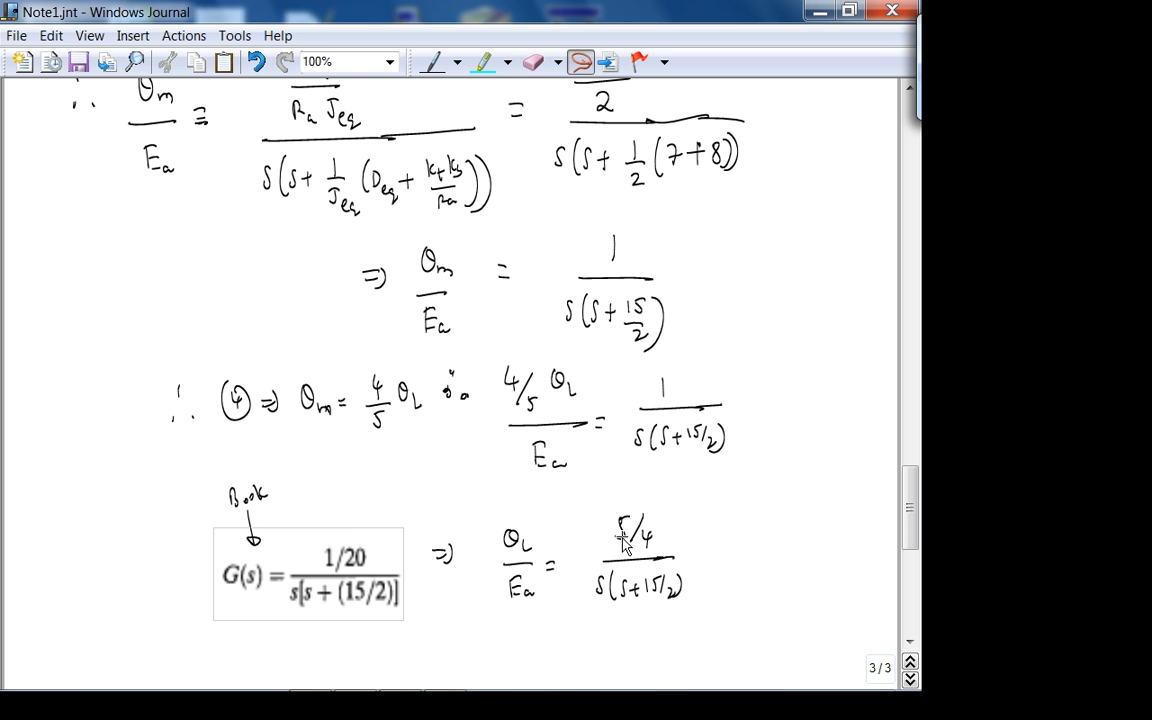 Note1.jnt - Windows Journal
File Edit View Insert Actions Tools Help
100%
∴ θm / Ea = / Ra Jeq / s(s + 1/Jeq (Deq + kt kb / Ra)) = / 2 / s(s + 1/2 (7+8))
=> θm / Ea = 1 / s(s + 15/2)
∴ (4) => θm = 4/5 θL ∴ 4/5 θL / Ea = 1 / s(s+15/2)
Book
G(s) = 1/20 / s[s + (15/2)] => θL / Ea = 5/4 / s(s+15/2)
3/3